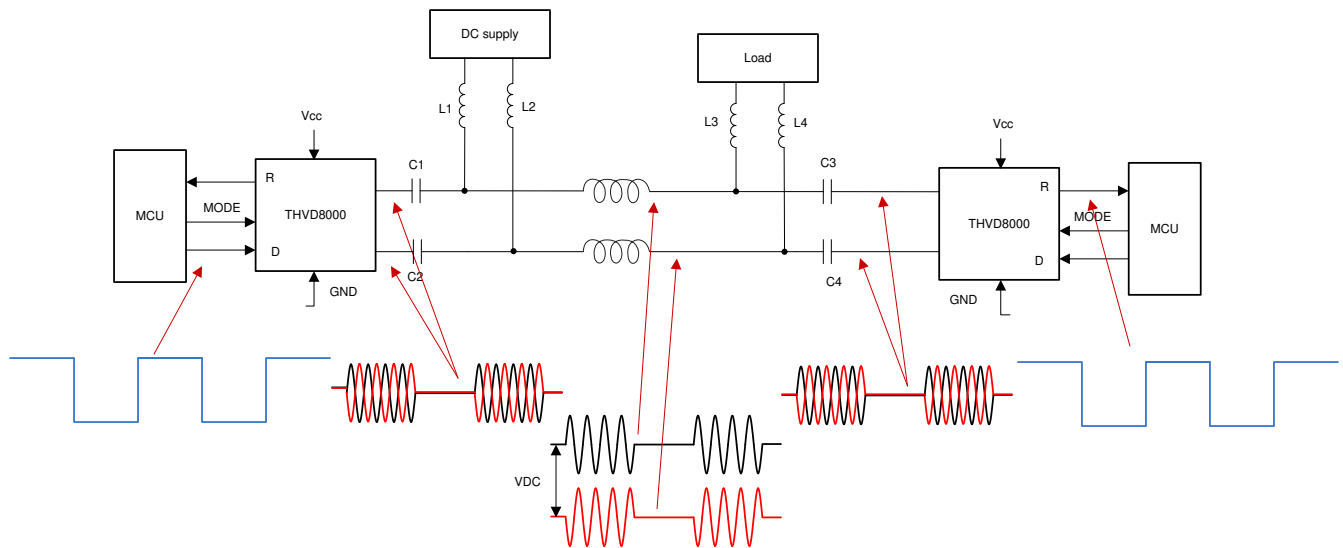 DC supply
Load
L1
L2
L3
L4
Vcc
Vcc
C1
C3
MCU
R
MODE
D
THVD8000
THVD8000
R
MODE
D
MCU
C2
C4
GND
GND
VDC